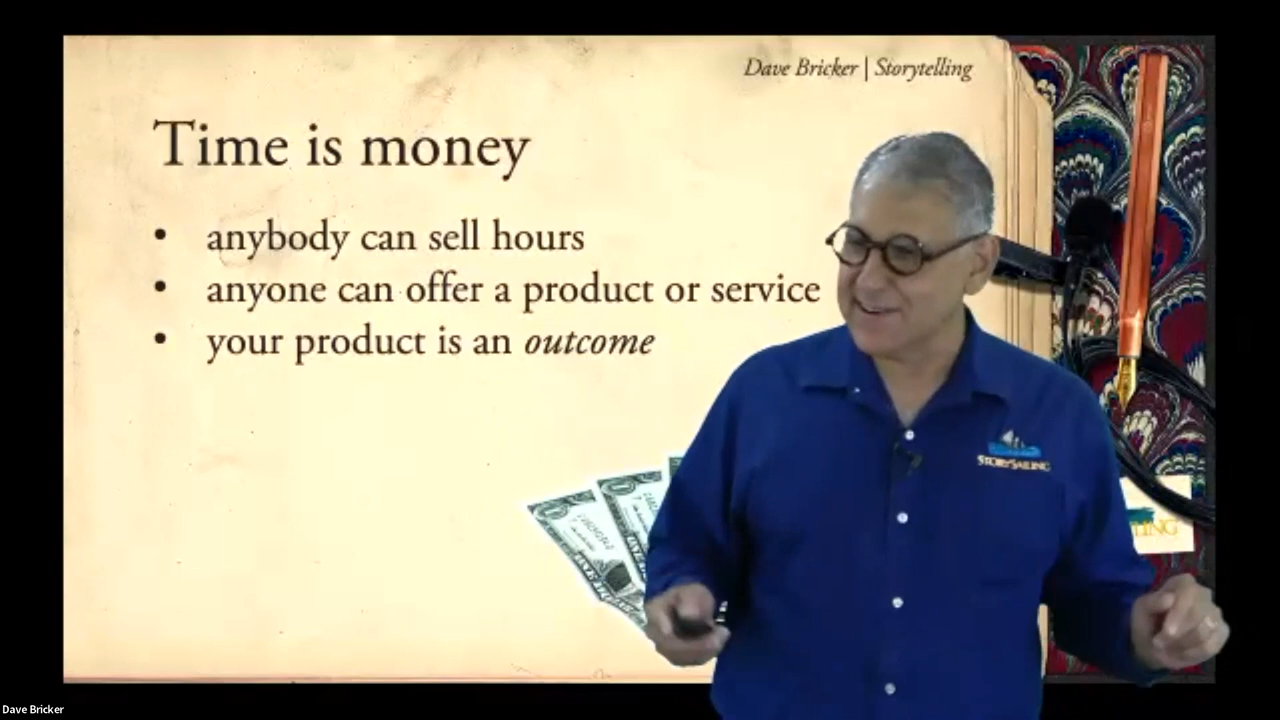 Dave Bricker | Storytelling
Time is money
• anybody can sell hours
• anyone can offer a product or service
• your product is an outcome
STORYSAILING
LING
Dave Bricker